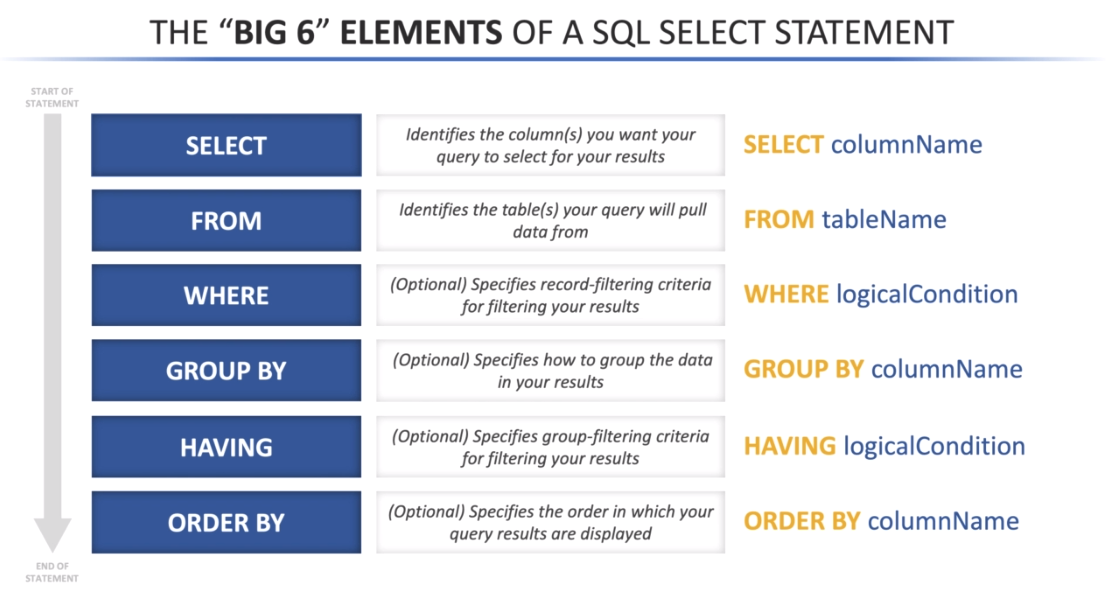 THE “BIG 6” ELEMENTS OF A SQL SELECT STATEMENT
START OF
STATEMENT
SELECT
Identifies the column(s) you want your
query to select for your results
SELECT columnName
FROM
Identifies the table(s) your query will pull
data from
FROM tableName
WHERE
(Optional) Specifies record-filtering criteria
for filtering your results
WHERE logicalCondition
GROUP BY
(Optional) Specifies how to group the data
in your results
GROUP BY columnName
HAVING
(Optional) Specifies group-filtering criteria
for filtering your results
HAVING logicalCondition
ORDER BY
(Optional) Specifies the order in which your
query results are displayed
ORDER BY columnName
END OF
STATEMENT